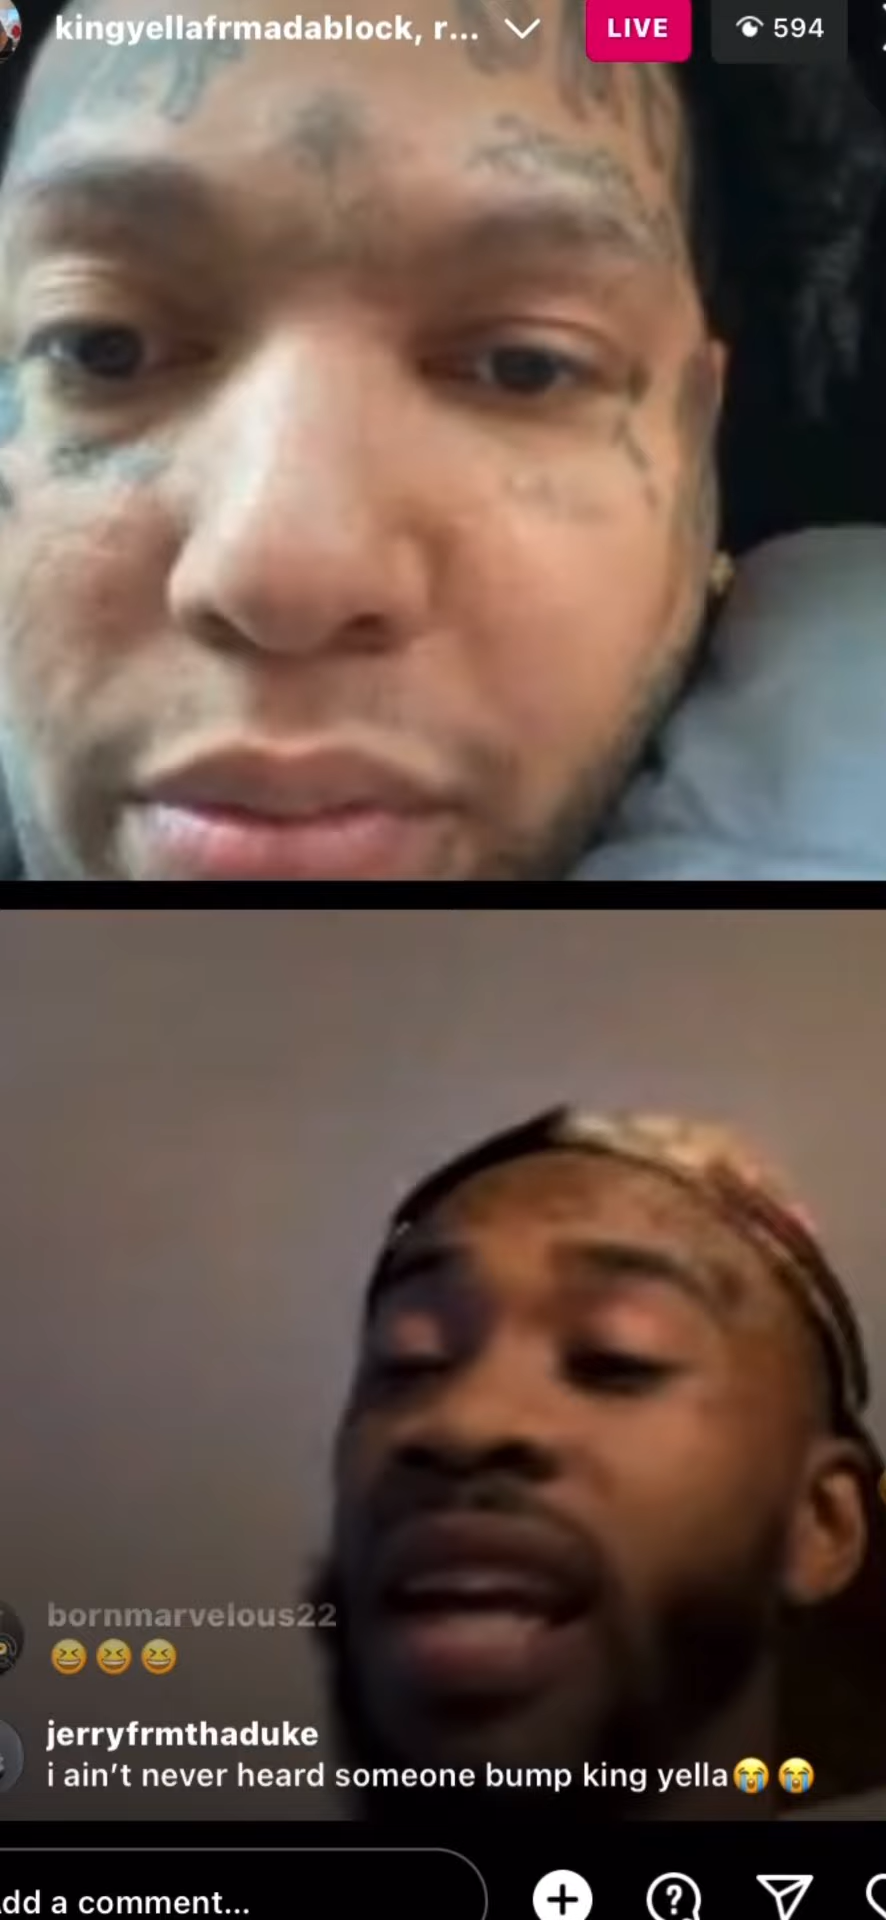 kingyellafrmadablock, r...
LIVE
594
bornmarvelous22
😆😆😆
jerryfrmthaduke
i ain't never heard someone bump king yella😭😭
dd a comment...